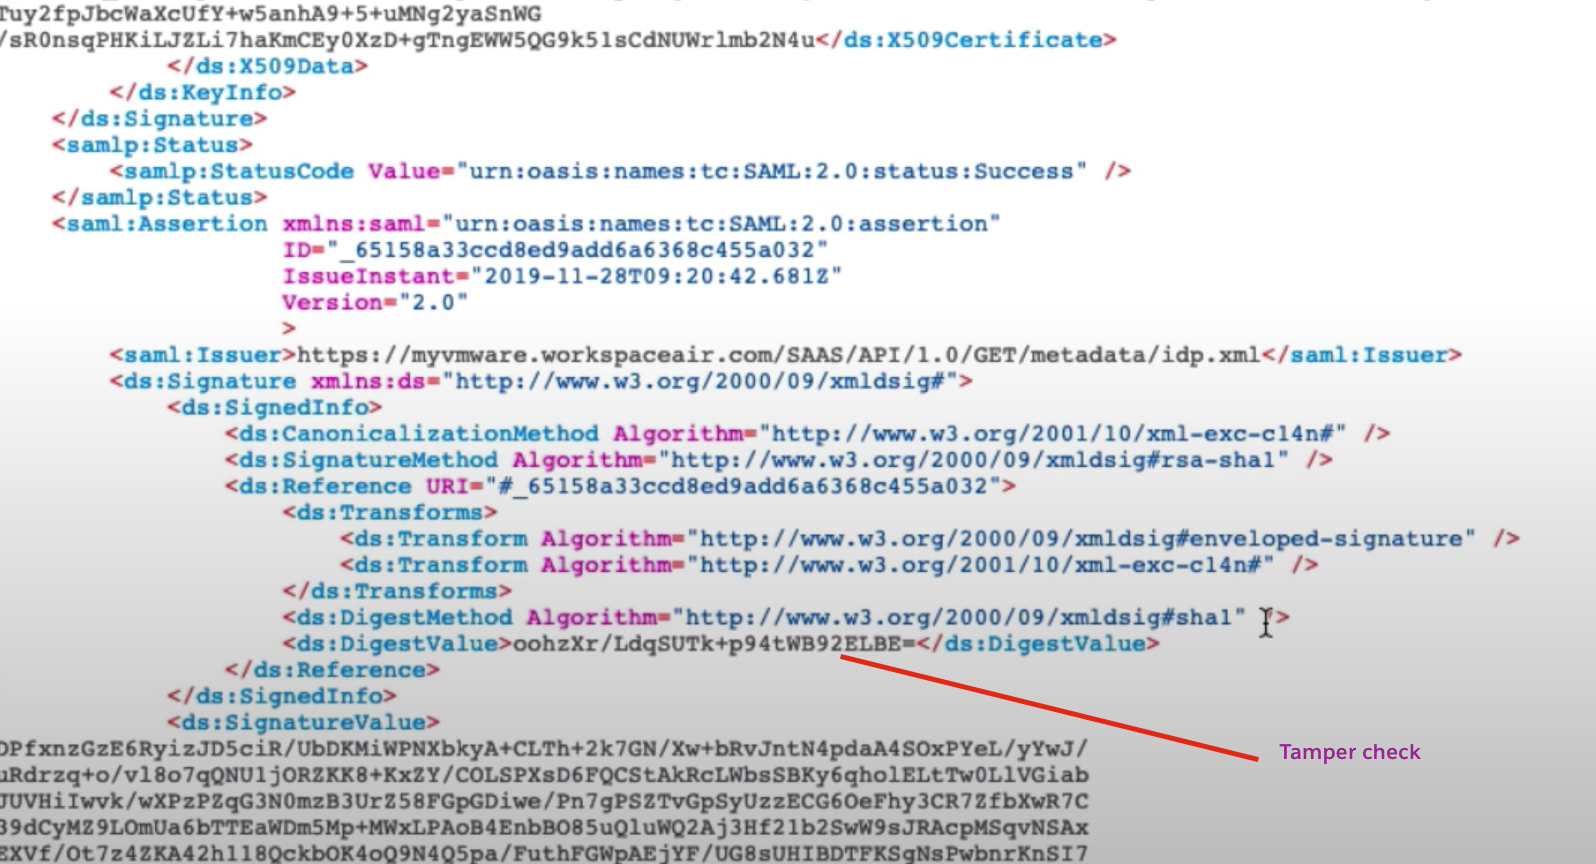 Tuy2fpJbcWaXcUfY+w5anhA9+5+uMNg2yaSnWG
/sR0nsqPHKiLJZLi7haKmCEy0XzD+gTngEWW5QG9k51sCdNUWrlmb2N4u</ds:X509Certificate>
</ds:X509Data>
</ds:KeyInfo>
</ds:Signature>
<samlp:Status>
<samlp:StatusCode Value="urn:oasis:names:tc:SAML:2.0:status:Success" />
</samlp:Status>
<saml:Assertion xmlns:saml="urn:oasis:names:tc:SAML:2.0:assertion"
ID="_65158a33ccd8ed9add6a6368c455a032"
IssueInstant="2019-11-28T09:20:42.681Z"
Version="2.0"
>
<saml:Issuer>https://myvmware.workspaceair.com/SAAS/API/1.0/GET/metadata/idp.xml</saml:Issuer>
<ds:Signature xmlns:ds="http://www.w3.org/2000/09/xmldsig#">
<ds:SignedInfo>
<ds:CanonicalizationMethod Algorithm="http://www.w3.org/2001/10/xml-exc-c14n#" />
<ds:SignatureMethod Algorithm="http://www.w3.org/2000/09/xmldsig#rsa-sha1" />
<ds:Reference URI="#_65158a33ccd8ed9add6a6368c455a032">
<ds:Transforms>
<ds:Transform Algorithm="http://www.w3.org/2000/09/xmldsig#enveloped-signature" />
<ds:Transform Algorithm="http://www.w3.org/2001/10/xml-exc-c14n#" />
</ds:Transforms>
<ds:DigestMethod Algorithm="http://www.w3.org/2000/09/xmldsig#sha1" />
<ds:DigestValue>oohzXr/LdqSUTk+p94tWB92ELBE=</ds:DigestValue>
</ds:Reference>
</ds:SignedInfo>
<ds:SignatureValue>
DPfxnzGzE6RyizJD5ciR/UbDKMiWPNXbkyA+CLTh+2k7GN/Xw+bRvJntN4pdaA4SOxPYeL/yYwJ/
Tamper check
uRdrzq+o/vl8o7qQNU1jORZKK8+KxZY/COLSPXsD6FQCStAkRcLWbsSBKy6qholELtTw0LlVGiab
JUVHiIwvk/wXPzPZqG3N0mzB3UrZ58FGpGDiwe/Pn7gPSZTvGpSyUzzECG6OeFhy3CR7ZfbXwR7C
39dCyMZ9LOmUa6bTTEaWDm5Mp+MWxLPAoB4EnbBO85uQluWQ2Aj3Hf21b2SwW9sJRAcpMSqvNSAx
EXVf/Ot7z4ZKA42h1l8QckbOK4oQ9N4Q5pa/FuthFGWpAEjYF/UG8sUHIBDTFKSgNsPwbnrKnSI7